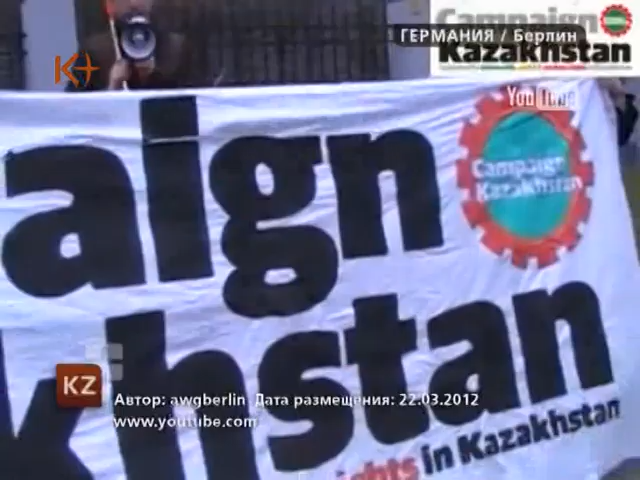 ГЕРМАНИЯ / Берлин
Campaign
Kazakhstan
K+
YouTube
aign
Campaign
Kazakhstan
khstan
rights in Kazakhstan
KZ
Автор: awgberlin Дата размещения: 22.03.2012
www.youtube.com